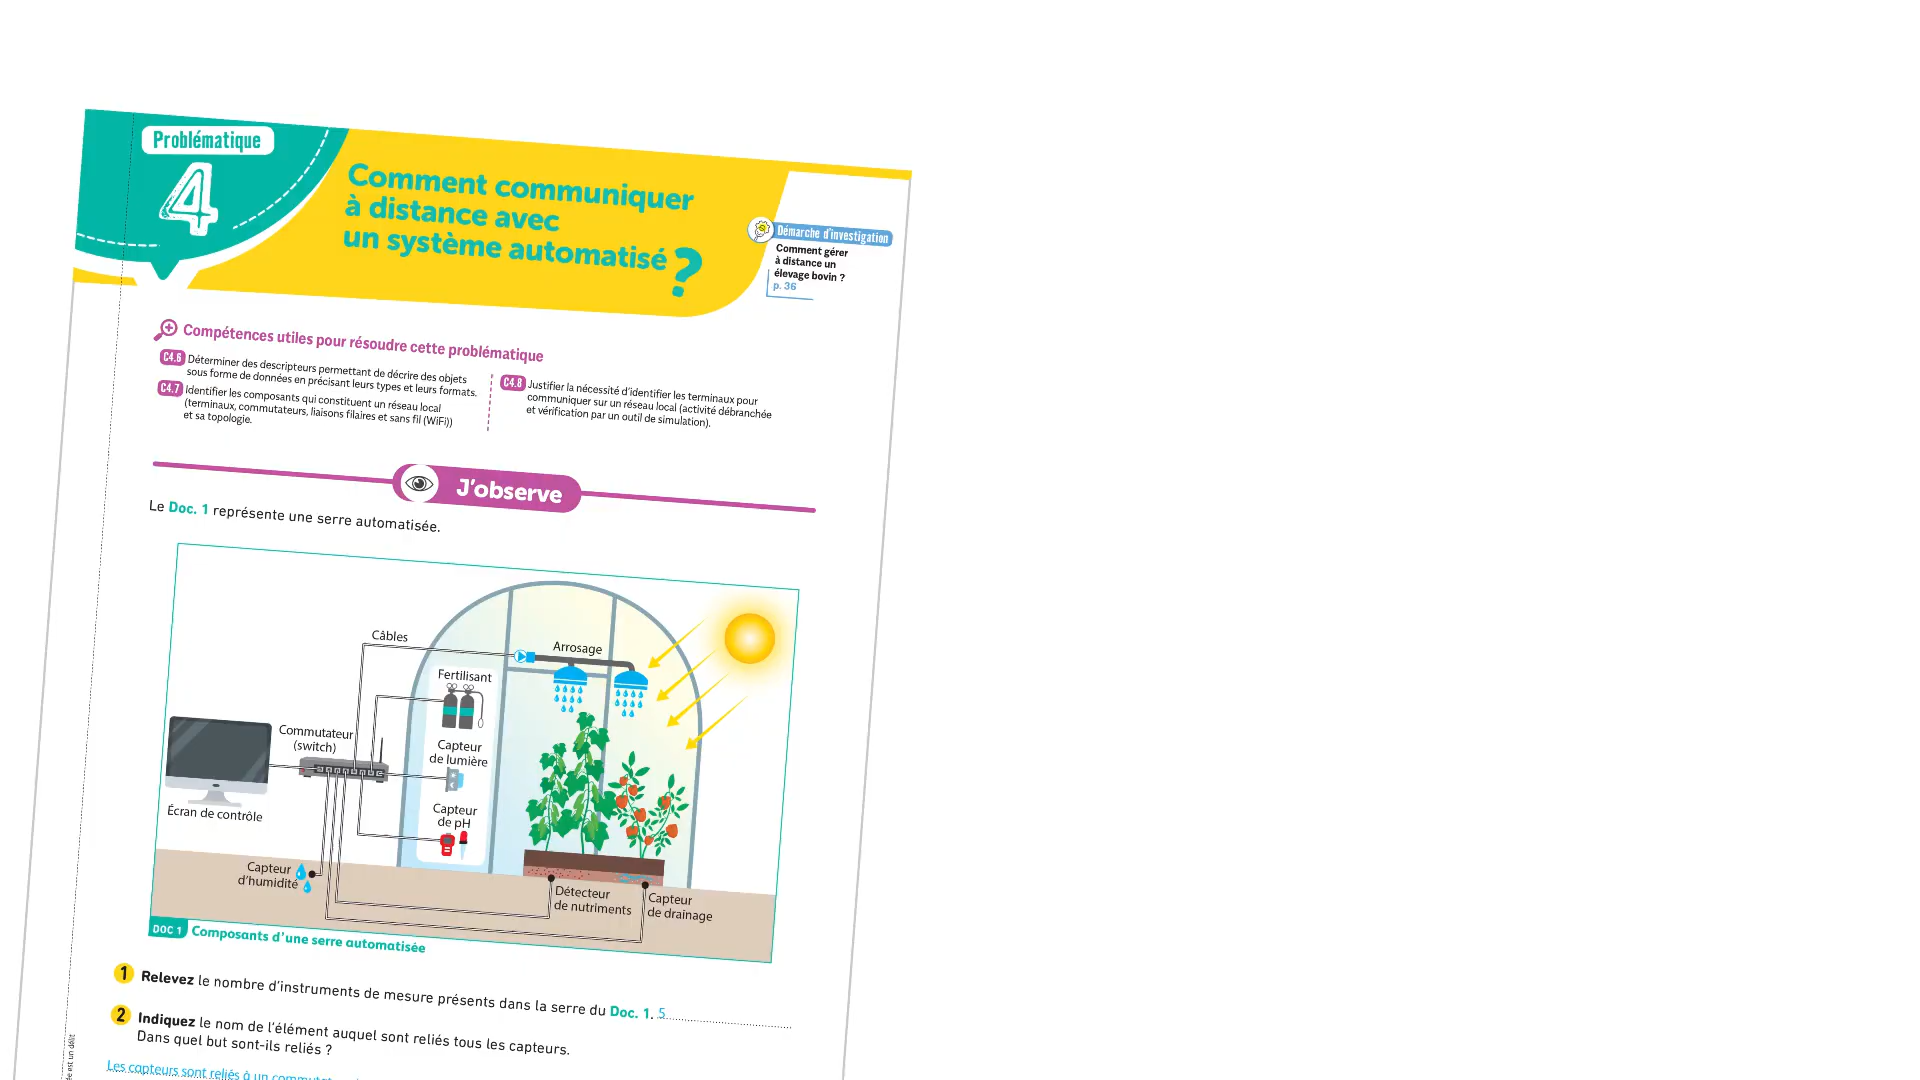 Problématique
4
Comment communiquer
à distance avec
un système automatisé ?
Démarche d'investigation
Comment gérer
à distance un
élevage bovin ?
p. 36
Compétences utiles pour résoudre cette problématique
C4.6 Déterminer des descripteurs permettant de décrire des objets
sous forme de données en précisant leurs types et leurs formats.
C4.7 Identifier les composants qui constituent un réseau local
(terminaux, commutateurs, liaisons filaires et sans fil (WiFi))
et sa topologie.
C4.8 Justifier la nécessité d'identifier les terminaux pour
communiquer sur un réseau local (activité débranchée
et vérification par un outil de simulation).
J'observe
Le Doc. 1 représente une serre automatisée.
Câbles
Arrosage
Fertilisant
Commutateur
(switch)
Capteur
de lumière
Écran de contrôle
Capteur
de pH
Capteur
d'humidité
Détecteur
de nutriments
Capteur
de drainage
DOC 1 Composants d'une serre automatisée
1 Relevez le nombre d'instruments de mesure présents dans la serre du Doc. 1. 5
2 Indiquez le nom de l'élément auquel sont reliés tous les capteurs.
Dans quel but sont-ils reliés ?
Les capteurs sont reliés à un
est un délit